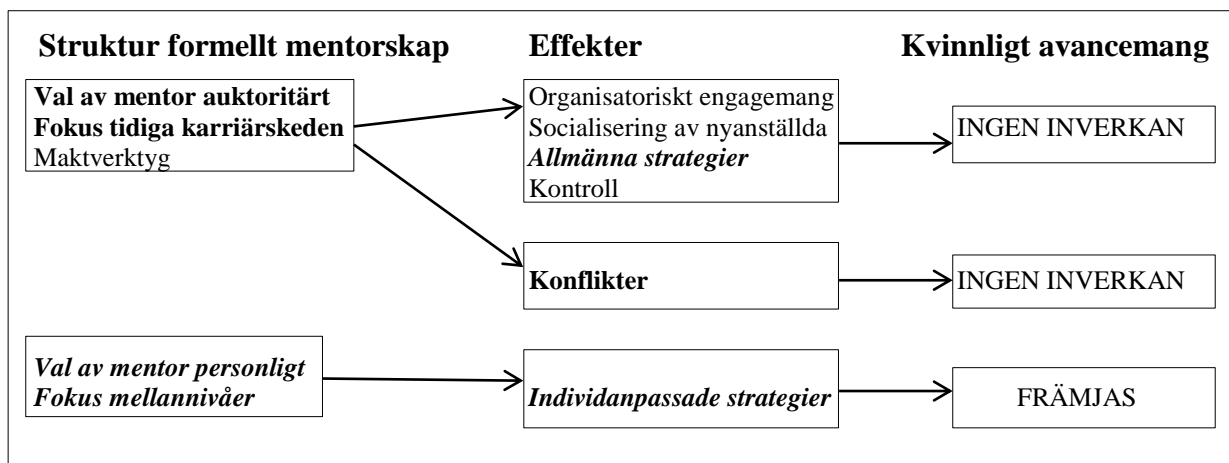 Struktur formellt mentorskap
Effekter
Kvinnligt avancemang
Val av mentor auktoritärt
Fokus tidiga karriärskeden
Maktverktyg
Organisatoriskt engagemang
Socialisering av nyanställda
Allmänna strategier
Kontroll
INGEN INVERKAN
Konflikter
INGEN INVERKAN
Val av mentor personligt
Fokus mellannivåer
Individanpassade strategier
FRÄMJAS